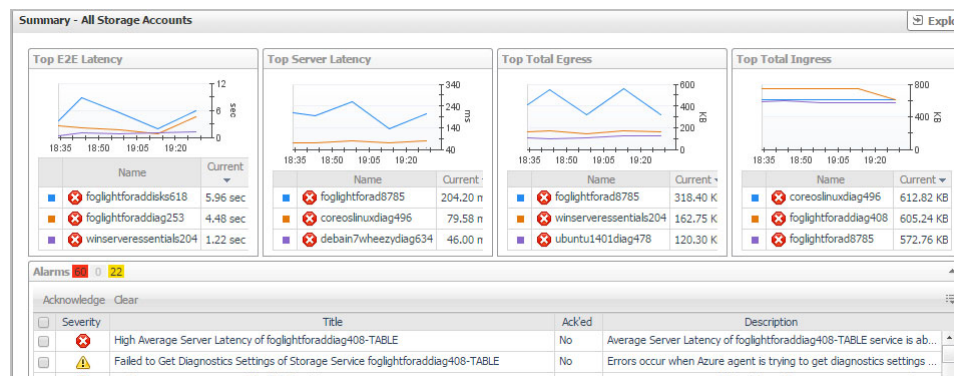 Summary - All Storage Accounts
Explo
Top E2E Latency
12
6
0
sec
18:35 18:50 19:05 19:20
Name Current
foglightforaddisks618 5.96 sec
foglightforaddiag253 4.48 sec
winserveressentials204 1.22 sec
Top Server Latency
340
240
140
40
ms
18:35 18:50 19:05 19:20
Name Current
foglightforad8785 204.20 m
coreoslinuxdiag496 79.58 m
debain7wheezydiag634 46.00 m
Top Total Egress
600
400
200
0
KB
18:35 18:50 19:05 19:20
Name Current
foglightforad8785 318.40 K
winserveressentials204 162.75 K
ubuntu1401diag478 120.30 K
Top Total Ingress
800
400
0
KB
18:35 18:50 19:05 19:20
Name Current
coreoslinuxdiag496 612.82 KB
foglightforaddiag408 605.24 KB
foglightforad8785 572.76 KB
Alarms 60 0 22
Acknowledge Clear
Severity Title Ack'ed Description
High Average Server Latency of foglightforaddiag408-TABLE No Average Server Latency of foglightforaddiag408-TABLE service is ab...
Failed to Get Diagnostics Settings of Storage Service foglightforaddiag408-TABLE No Errors occur when Azure agent is trying to get diagnostics settings ...